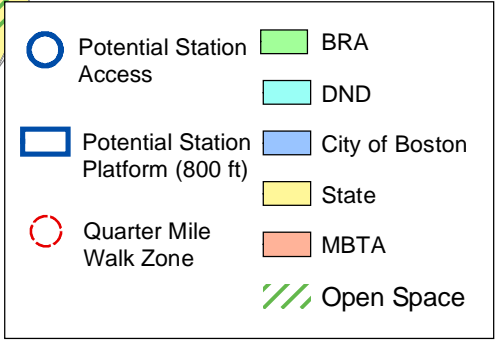 Potential Station
Access
Potential Station
Platform (800 ft)
Quarter Mile
Walk Zone
BRA
DND
City of Boston
State
MBTA
Open Space